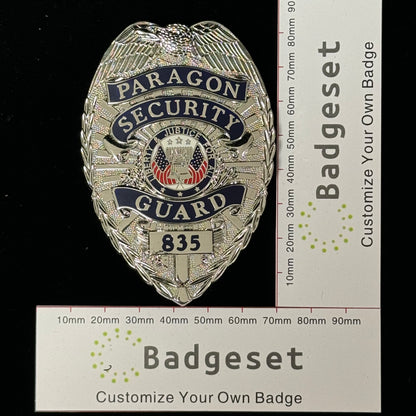 PARAGON
SECURITY
JUSTICE
GUARD
835
10mm 20mm 30mm 40mm 50mm 60mm 70mm 80mm 90mm
Badgeset
Customize Your Own Badge
10mm 20mm 30mm 40mm 50mm 60mm 70mm 80mm 90mm
Badgeset
Customize Your Own Badge